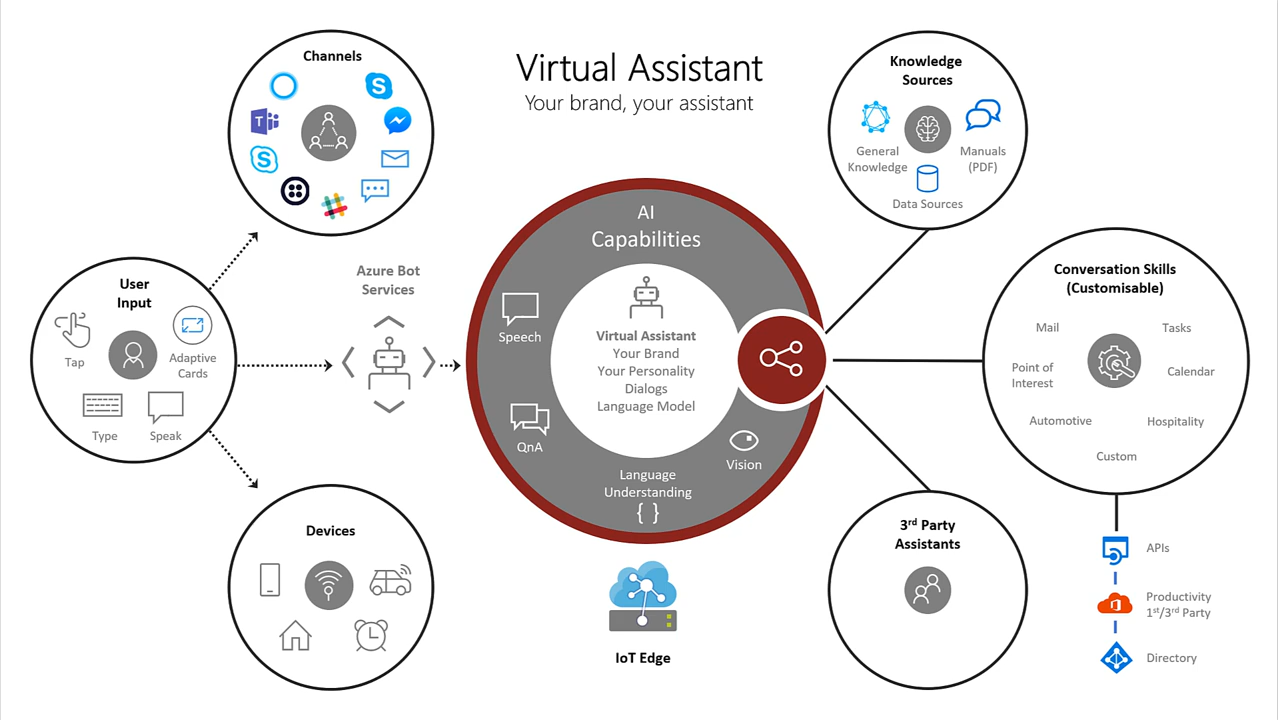 Virtual Assistant
Your brand, your assistant
Channels
User
Input
Tap
Adaptive
Cards
Type
Speak
Devices
Azure Bot
Services
AI
Capabilities
Speech
QnA
Language
Understanding
{ }
Vision
Virtual Assistant
Your Brand
Your Personality
Dialogs
Language Model
IoT Edge
Knowledge
Sources
General
Knowledge
Manuals
(PDF)
Data Sources
Conversation Skills
(Customisable)
Mail
Tasks
Point of
Interest
Calendar
Automotive
Hospitality
Custom
3rd Party
Assistants
APIs
Productivity
1st/3rd Party
Directory